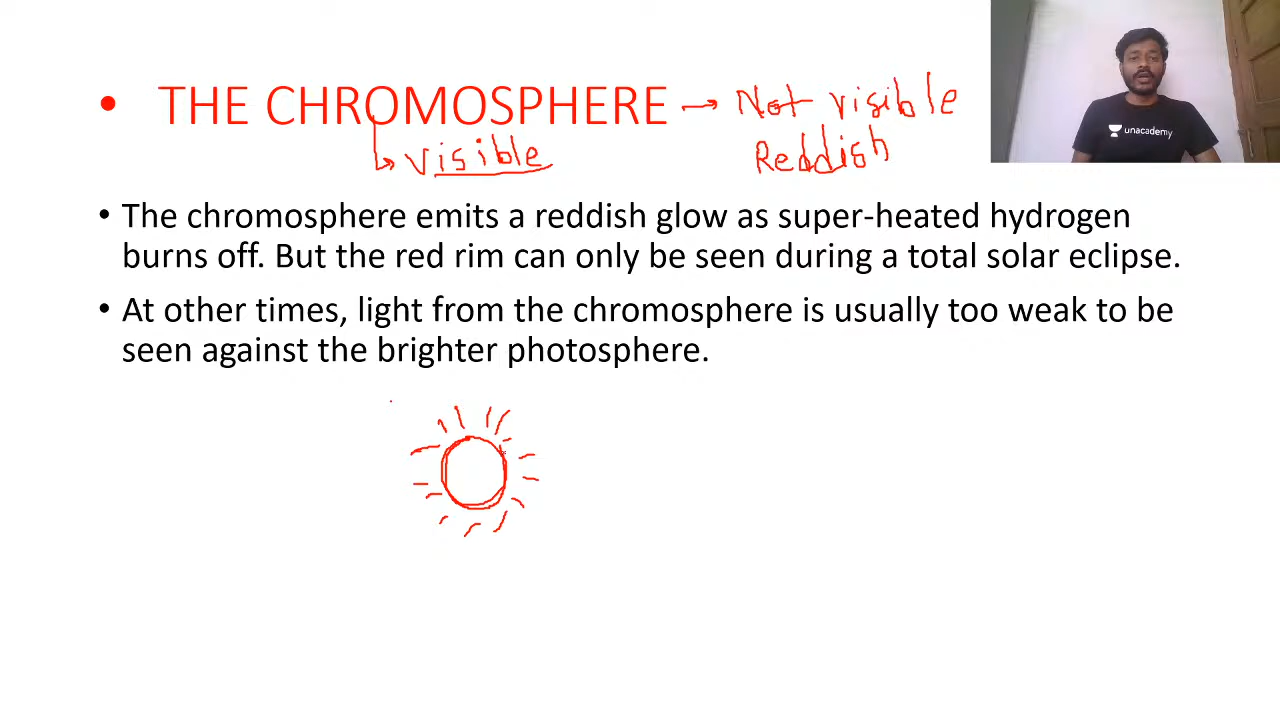 • THE CHROMOSPHERE → Not visible
↳ visible Reddish
unacademy
• The chromosphere emits a reddish glow as super-heated hydrogen
burns off. But the red rim can only be seen during a total solar eclipse.
• At other times, light from the chromosphere is usually too weak to be
seen against the brighter photosphere.